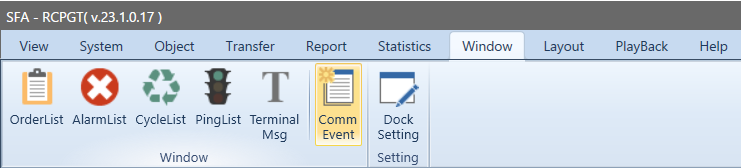 SFA - RCPGT( v.23.1.0.17 )
View System Object Transfer Report Statistics Window Layout PlayBack Help
OrderList AlarmList CycleList PingList Terminal Msg Comm Event Dock Setting
Window Setting